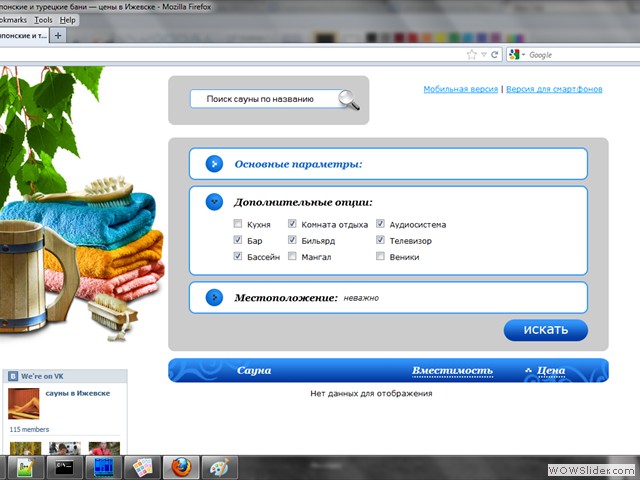 понские и турецкие бани — цены в Ижевске - Mozilla Firefox
okmarks Tools Help
понские и т...
Google
Поиск сауны по названию
Мобильная версия | Версия для смартфонов
Основные параметры:
Дополнительные опции:
Кухня Комната отдыха Аудиосистема
Бар Бильярд Телевизор
Бассейн Мангал Веники
Местоположение: неважно
искать
Сауна Вместимость Цена
Нет данных для отображения
B We're on VK
сауны в Ижевске
115 members
WOWSlider.com